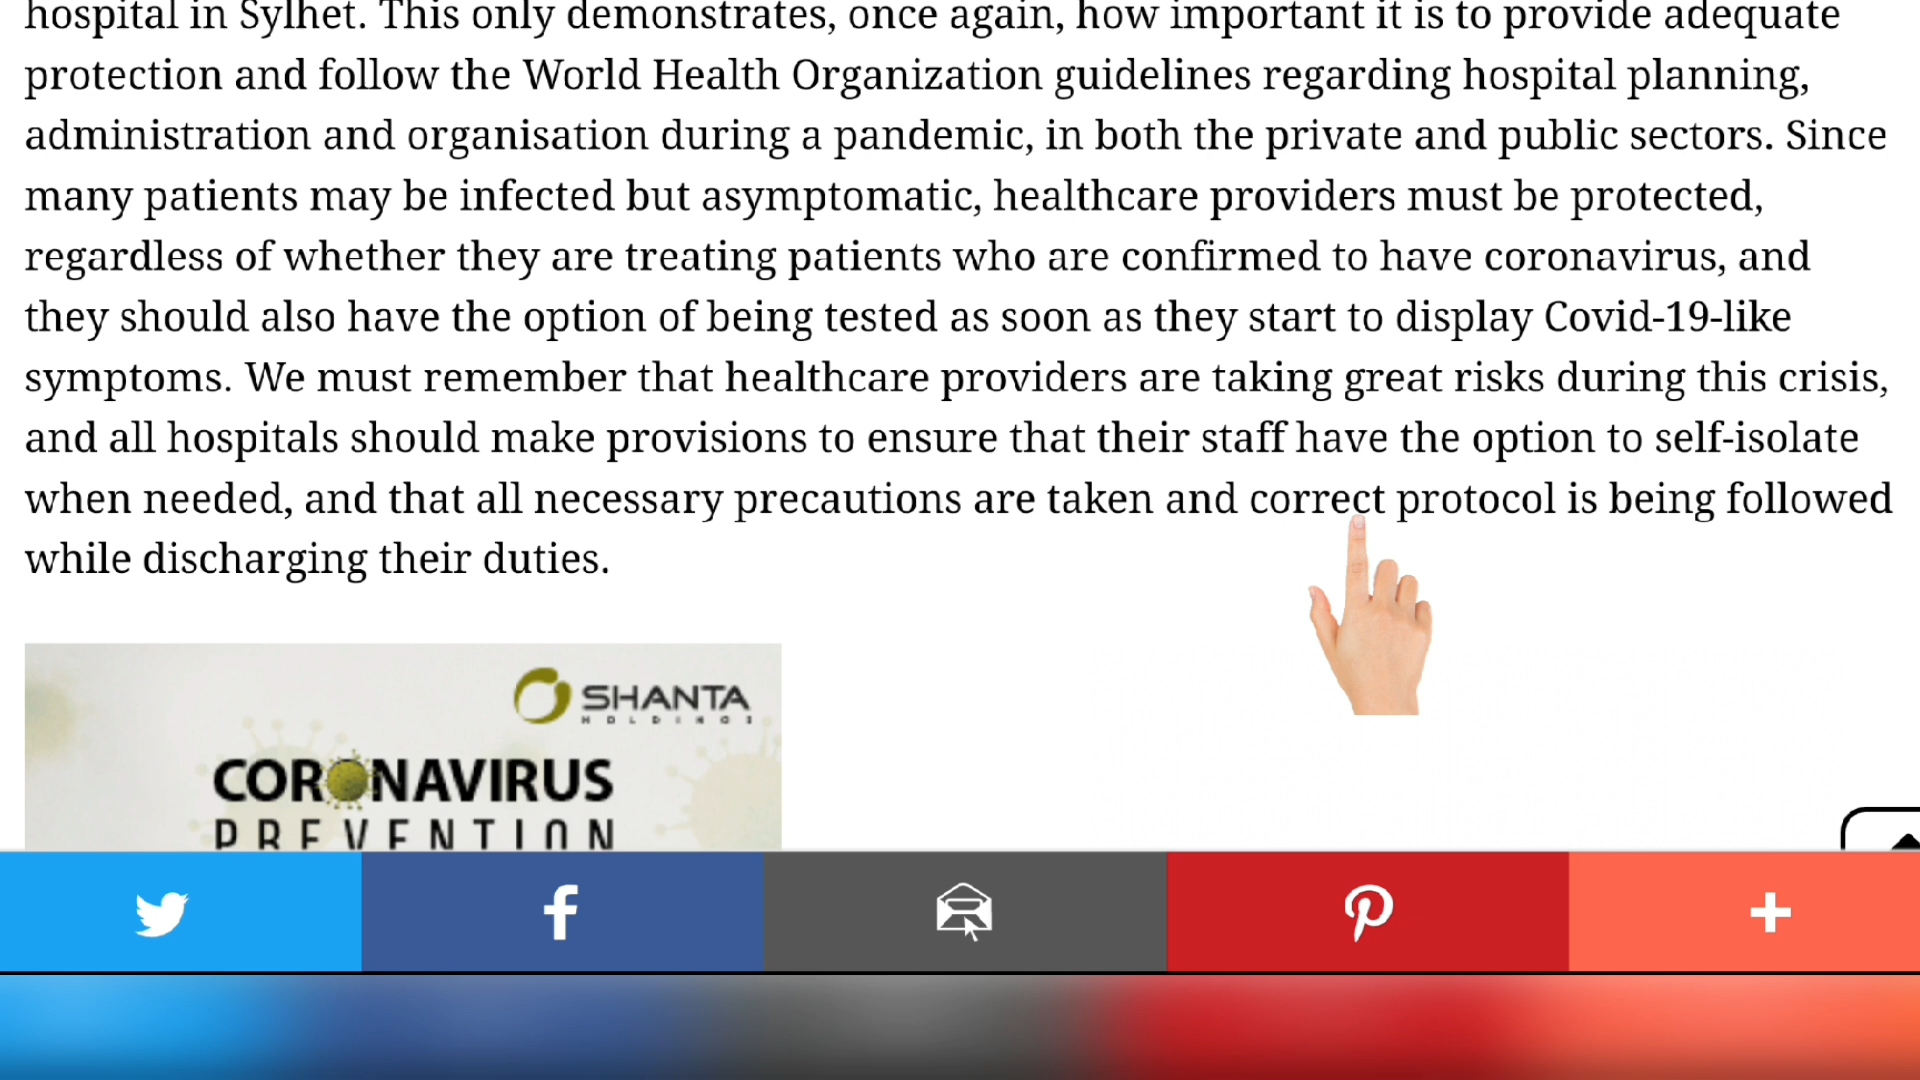 hospital in Sylhet. This only demonstrates, once again, how important it is to provide adequate
protection and follow the World Health Organization guidelines regarding hospital planning,
administration and organisation during a pandemic, in both the private and public sectors. Since
many patients may be infected but asymptomatic, healthcare providers must be protected,
regardless of whether they are treating patients who are confirmed to have coronavirus, and
they should also have the option of being tested as soon as they start to display Covid-19-like
symptoms. We must remember that healthcare providers are taking great risks during this crisis,
and all hospitals should make provisions to ensure that their staff have the option to self-isolate
when needed, and that all necessary precautions are taken and correct protocol is being followed
while discharging their duties.
SHANTA
HOLDINGS
CORONAVIRUS
PREVENTION